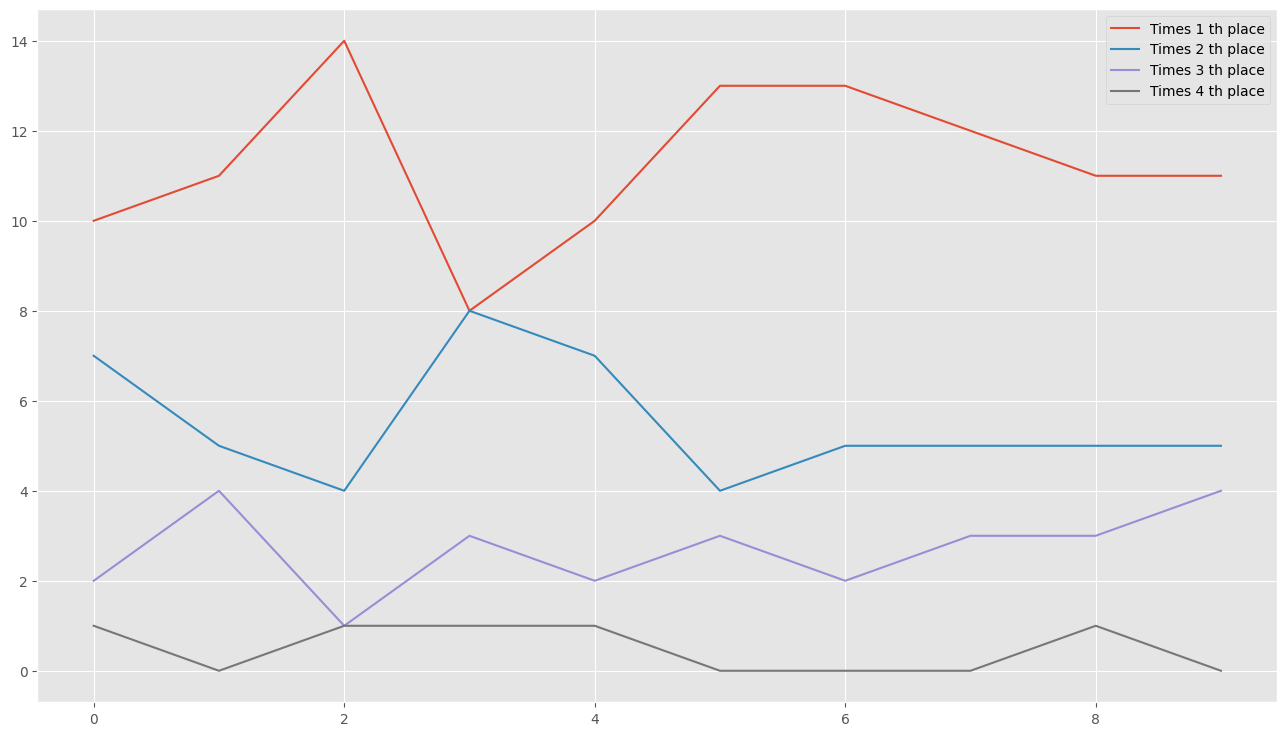 Times 1 th place
Times 2 th place
Times 3 th place
Times 4 th place
14
12
10
8
6
4
2
0
0 2 4 6 8